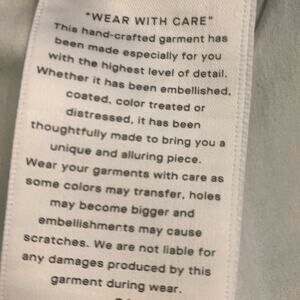 "WEAR WITH CARE"
This hand-crafted garment has
been made especially for you
with the highest level of detail.
Whether it has been embellished,
coated, color treated or
distressed, it has been
thoughtfully made to bring you a
unique and alluring piece.
Wear your garments with care as
some colors may transfer, holes
may become bigger and
embellishments may cause
scratches. We are not liable for
any damages produced by this
garment during wear.